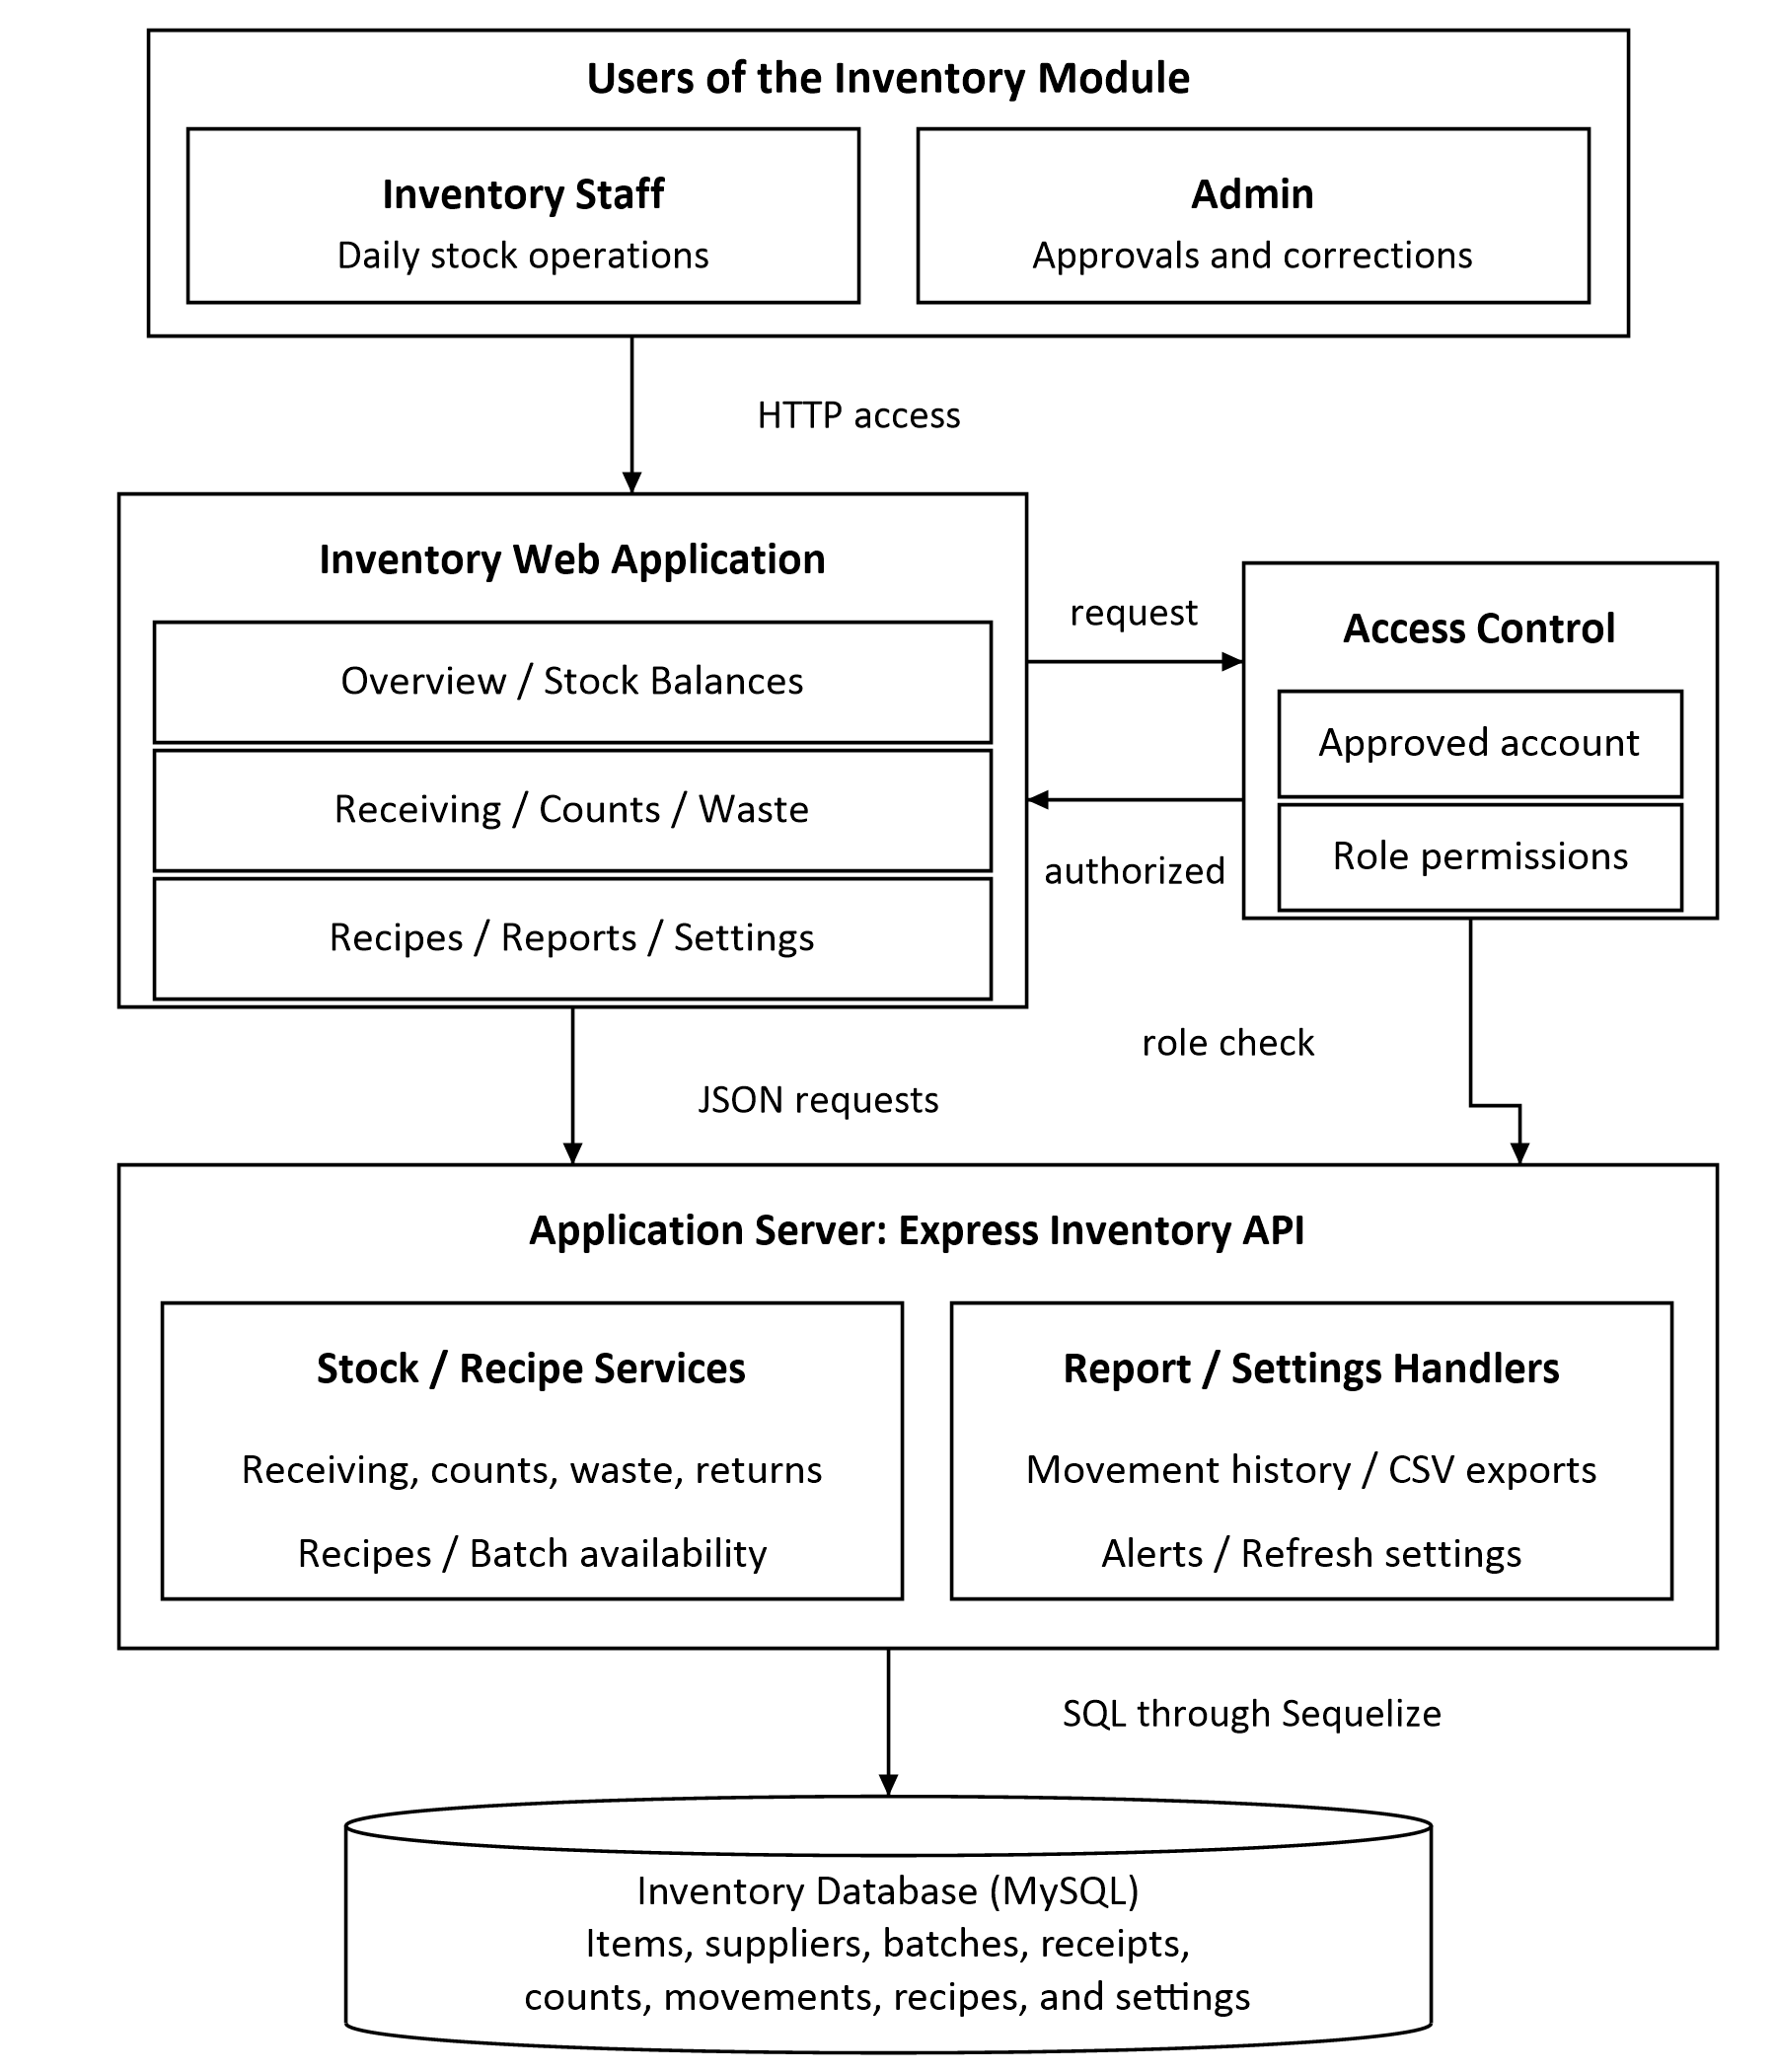 Users of the Inventory Module
Inventory Staff
Daily stock operations
Admin
Approvals and corrections
HTTP access
Inventory Web Application
Overview / Stock Balances
Receiving / Counts / Waste
Recipes / Reports / Settings
request
authorized
Access Control
Approved account
Role permissions
role check
JSON requests
Application Server: Express Inventory API
Stock / Recipe Services
Receiving, counts, waste, returns
Recipes / Batch availability
Report / Settings Handlers
Movement history / CSV exports
Alerts / Refresh settings
SQL through Sequelize
Inventory Database (MySQL)
Items, suppliers, batches, receipts,
counts, movements, recipes, and settings